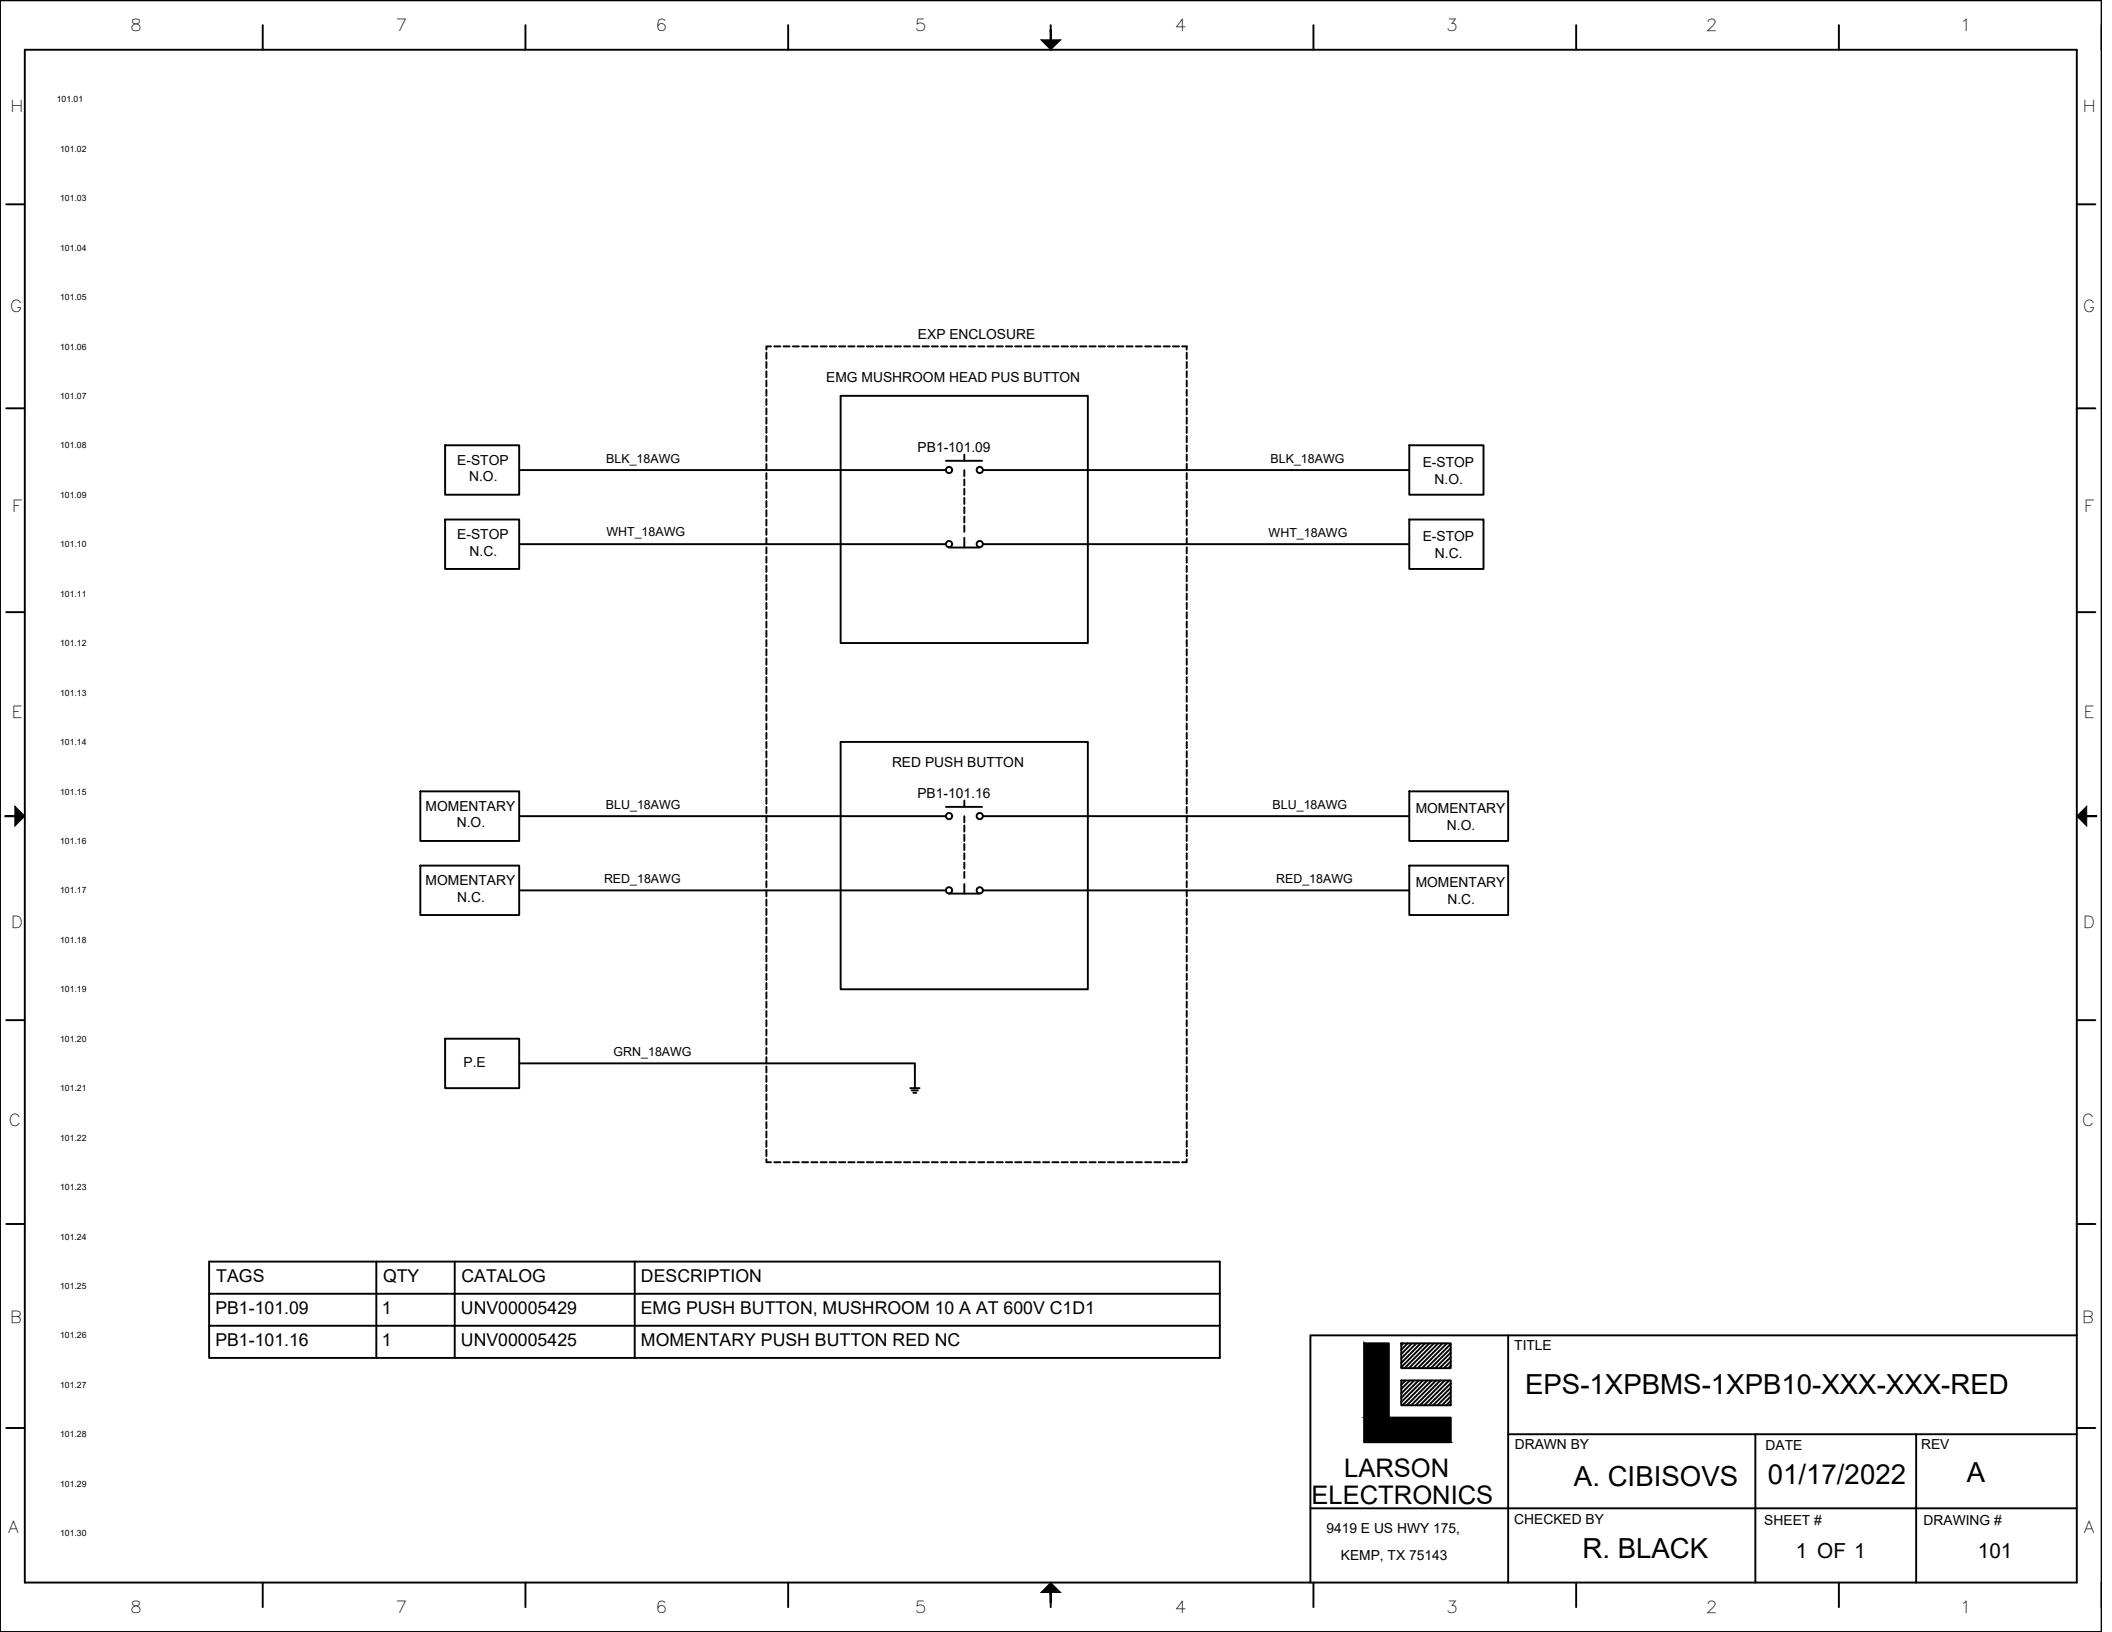 8 7 6 5 4 3 2 1
H H
G G
F F
E E
D D
C C
B B
A A
101.01
101.02
101.03
101.04
101.05
101.06
101.07
101.08
101.09
101.10
101.11
101.12
101.13
101.14
101.15
101.16
101.17
101.18
101.19
101.20
101.21
101.22
101.23
101.24
101.25
101.26
101.27
101.28
101.29
101.30
EXP ENCLOSURE
EMG MUSHROOM HEAD PUS BUTTON
PB1-101.09
E-STOP
N.O.
BLK_18AWG
BLK_18AWG
E-STOP
N.O.
E-STOP
N.C.
WHT_18AWG
WHT_18AWG
E-STOP
N.C.
RED PUSH BUTTON
PB1-101.16
MOMENTARY
N.O.
BLU_18AWG
BLU_18AWG
MOMENTARY
N.O.
MOMENTARY
N.C.
RED_18AWG
RED_18AWG
MOMENTARY
N.C.
P.E
GRN_18AWG
TAGS QTY CATALOG DESCRIPTION
PB1-101.09 1 UNV00005429 EMG PUSH BUTTON, MUSHROOM 10 A AT 600V C1D1
PB1-101.16 1 UNV00005425 MOMENTARY PUSH BUTTON RED NC
LARSON
ELECTRONICS
9419 E US HWY 175,
KEMP, TX 75143
TITLE
EPS-1XPBMS-1XPB10-XXX-XXX-RED
DRAWN BY
A. CIBISOVS
DATE
01/17/2022
REV
A
CHECKED BY
R. BLACK
SHEET #
1 OF 1
DRAWING #
101
8 7 6 5 4 3 2 1